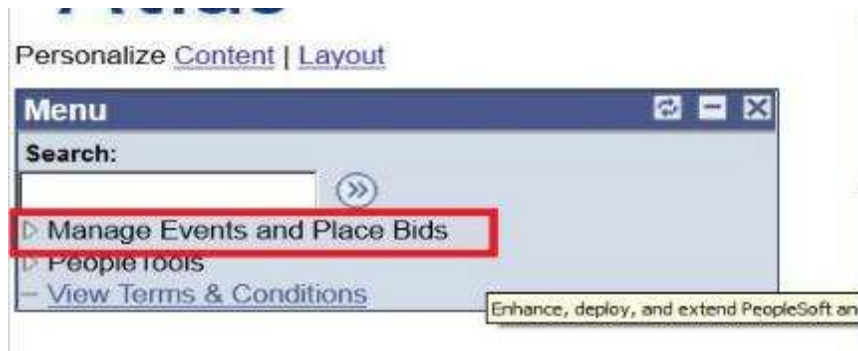 Personalize Content | Layout
Menu
Search:
Manage Events and Place Bids
PeopleTools
View Terms & Conditions
Enhance, deploy, and extend PeopleSoft an